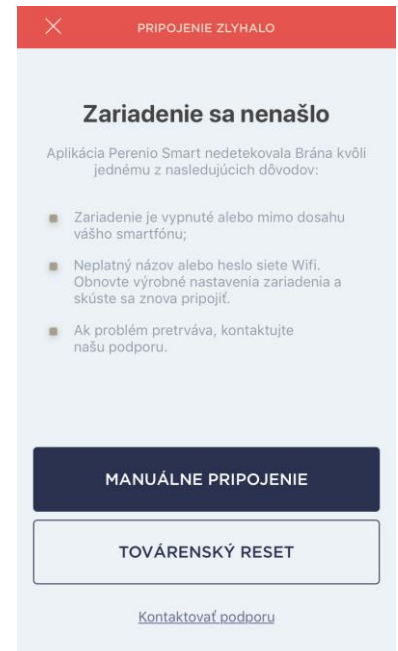 PRIPOJENIE ZLYHALO
Zariadenie sa nenašlo
Aplikácia Perenio Smart nedetekovala Brána kvôli
jednému z nasledujúcich dôvodov:
Zariadenie je vypnuté alebo mimo dosahu
vášho smartfónu;
Neplatný názov alebo heslo siete Wifi.
Obnovte výrobné nastavenia zariadenia a
skúste sa znova pripojiť.
Ak problém pretrváva, kontaktujte
našu podporu.
MANUÁLNE PRIPOJENIE
TOVÁRENSKÝ RESET
Kontaktovať podporu